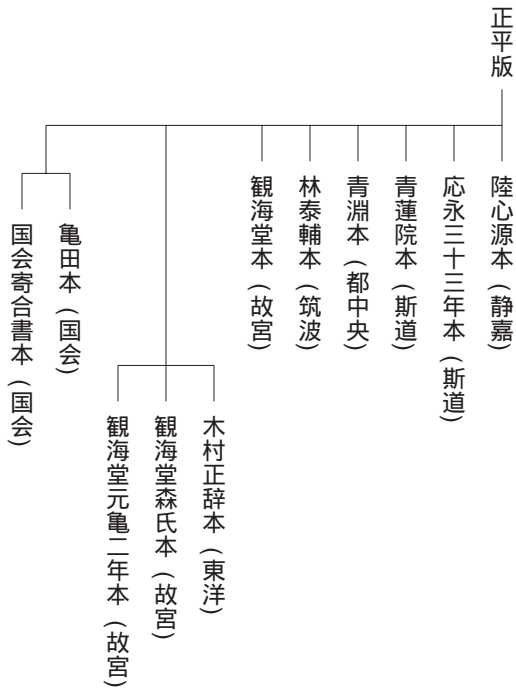 正平版
陸心源本（静嘉）
応永三十三年本（斯道）
青蓮院本（斯道）
青淵本（都中央）
林泰輔本（筑波）
観海堂本（故宮）
木村正辞本（東洋）
観海堂森氏本（故宮）
観海堂元亀二年本（故宮）
亀田本（国会）
国会寄合書本（国会）